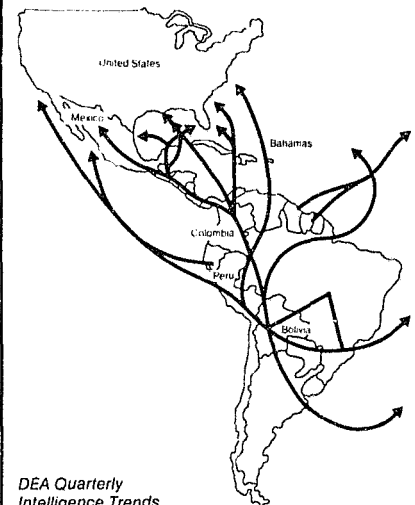 United States
Mexico
Bahamas
Colombia
Peru
Bolivia
DEA Quarterly
Intelligence Trends